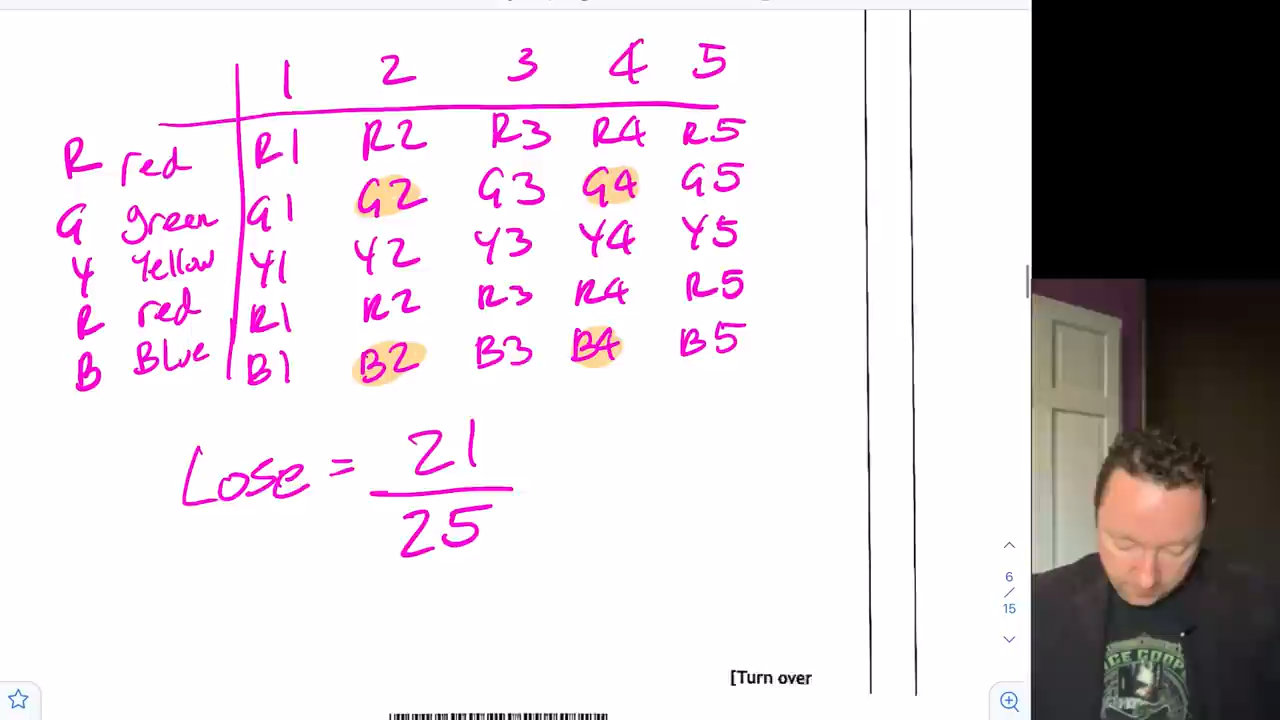 1 2 3 4 5
R red R1 R2 R3 R4 R5
G green G1 G2 G3 G4 G5
Y Yellow Y1 Y2 Y3 Y4 Y5
R red R1 R2 R3 R4 R5
B Blue B1 B2 B3 B4 B5
Lose = 21
25
6
/
15
[Turn over